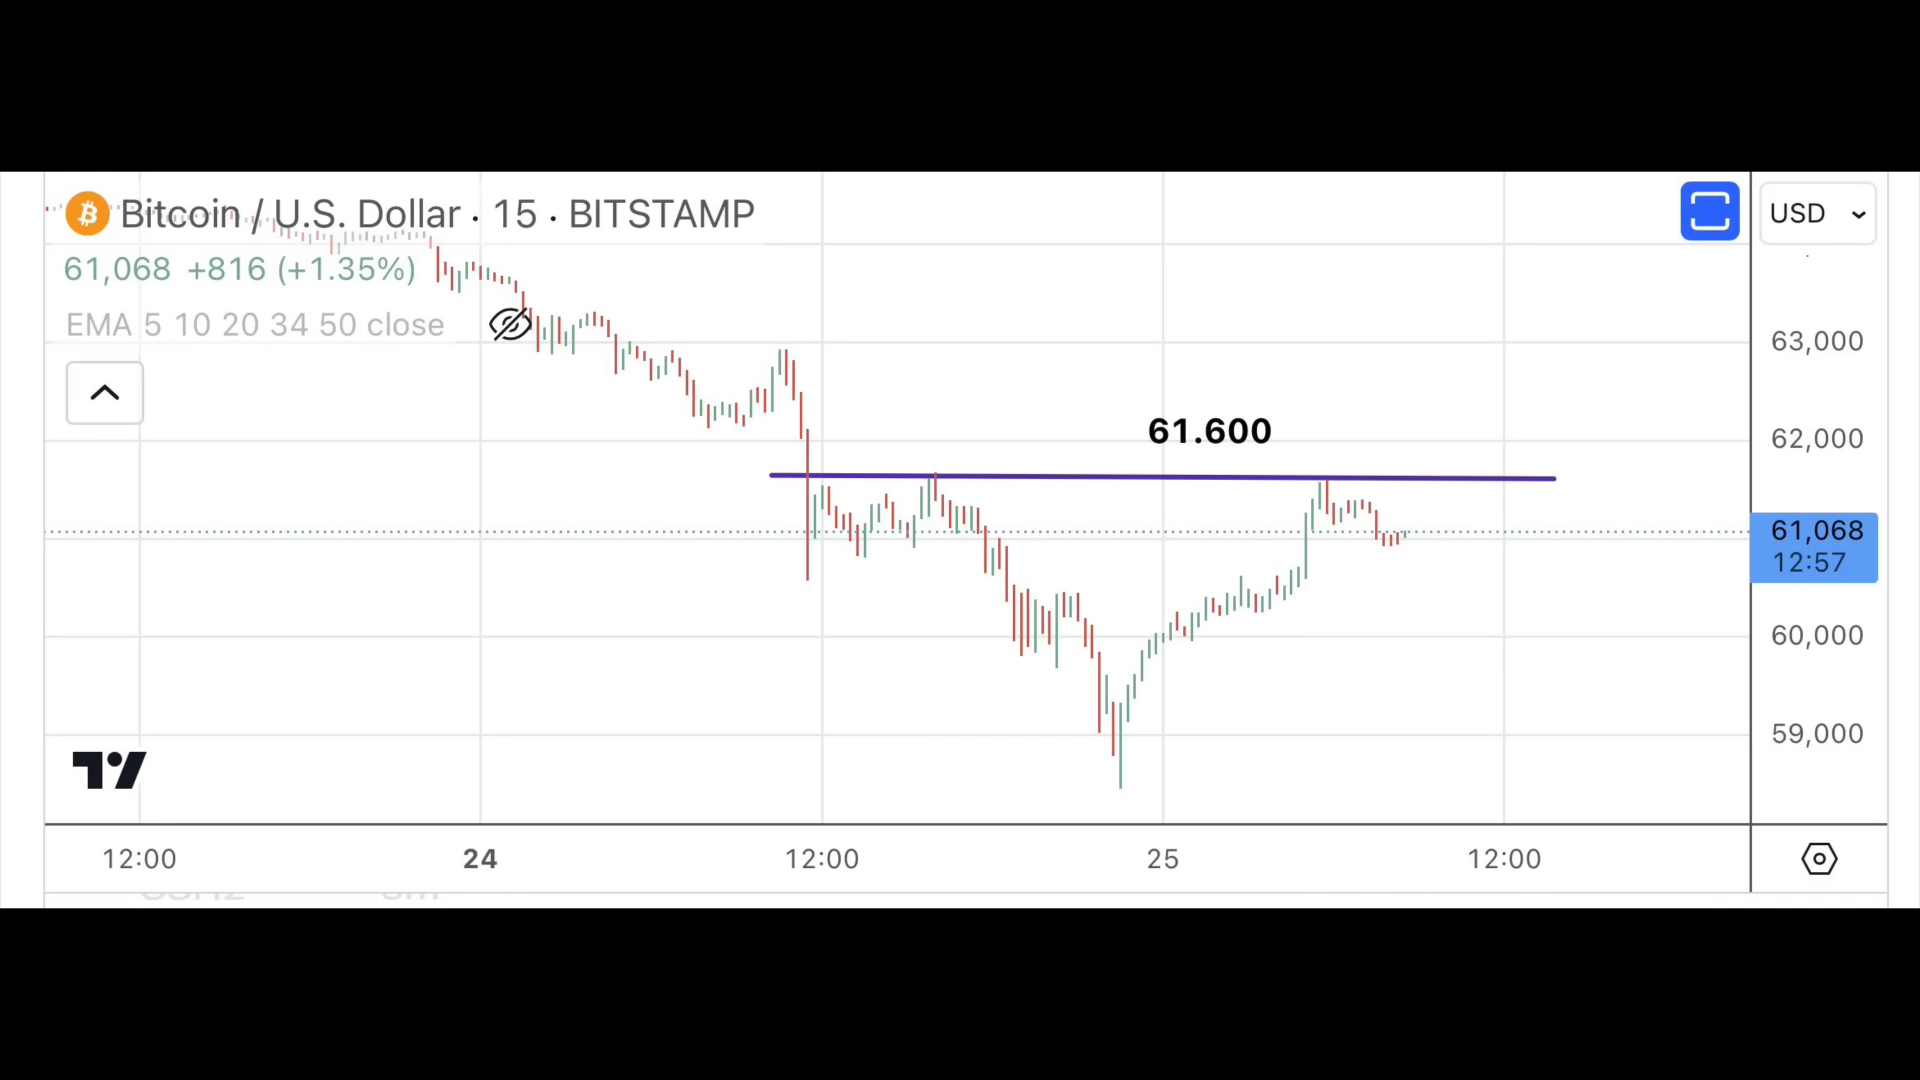 Bitcoin / U.S. Dollar · 15 · BITSTAMP
USD
61,068 +816 (+1.35%)
EMA 5 10 20 34 50 close
63,000
61.600
62,000
61,068
12:57
60,000
59,000
12:00 24 12:00 25 12:00